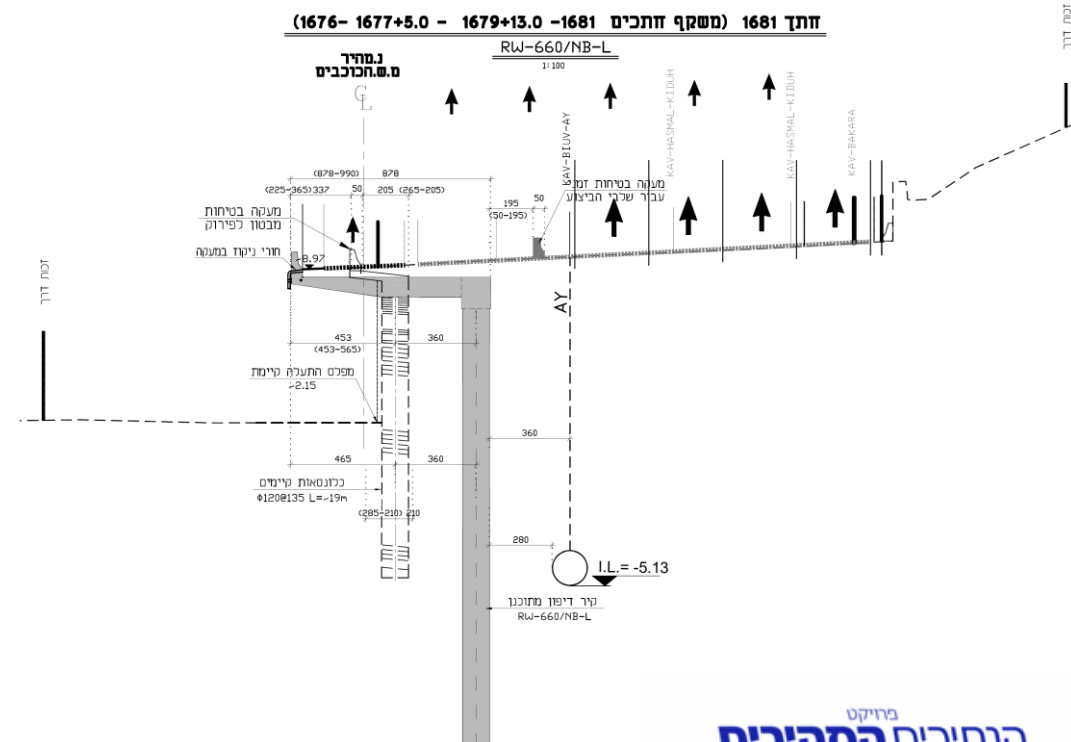 חתך 1681 (משקף חתכים 1681- 1679+13.0 - 1677+5.0 -1676)
RW-660/NB-L
1:100
נ.מהיר
מ.ש.הכוכבים
CL
זכות דרך
זכות דרך
KAV-BIUV-AY
KAV-HASMAL-KIDUH
KAV-HASMAL-KIDUH
KAV-BAKARA
(878-990) 878
(225-365) 337 50 205 (265-205)
195 50
(50-195)
מעקה בטיחות זמני
עבור שלבי הביצוע
מעקה בטיחות
מבטון לפירוק
חורי ניקוז במעקה
~8.97
AY
453 360
(453-565)
מפלס התעלה קיימת
~2.15
360
465 360
כלונסאות קיימים
Φ120@135 L=~19m
(285-210) 210
280
I.L.= -5.13
קיר דיפון מתוכנן
RW-660/NB-L
פרויקט
הנתיבים המהירים